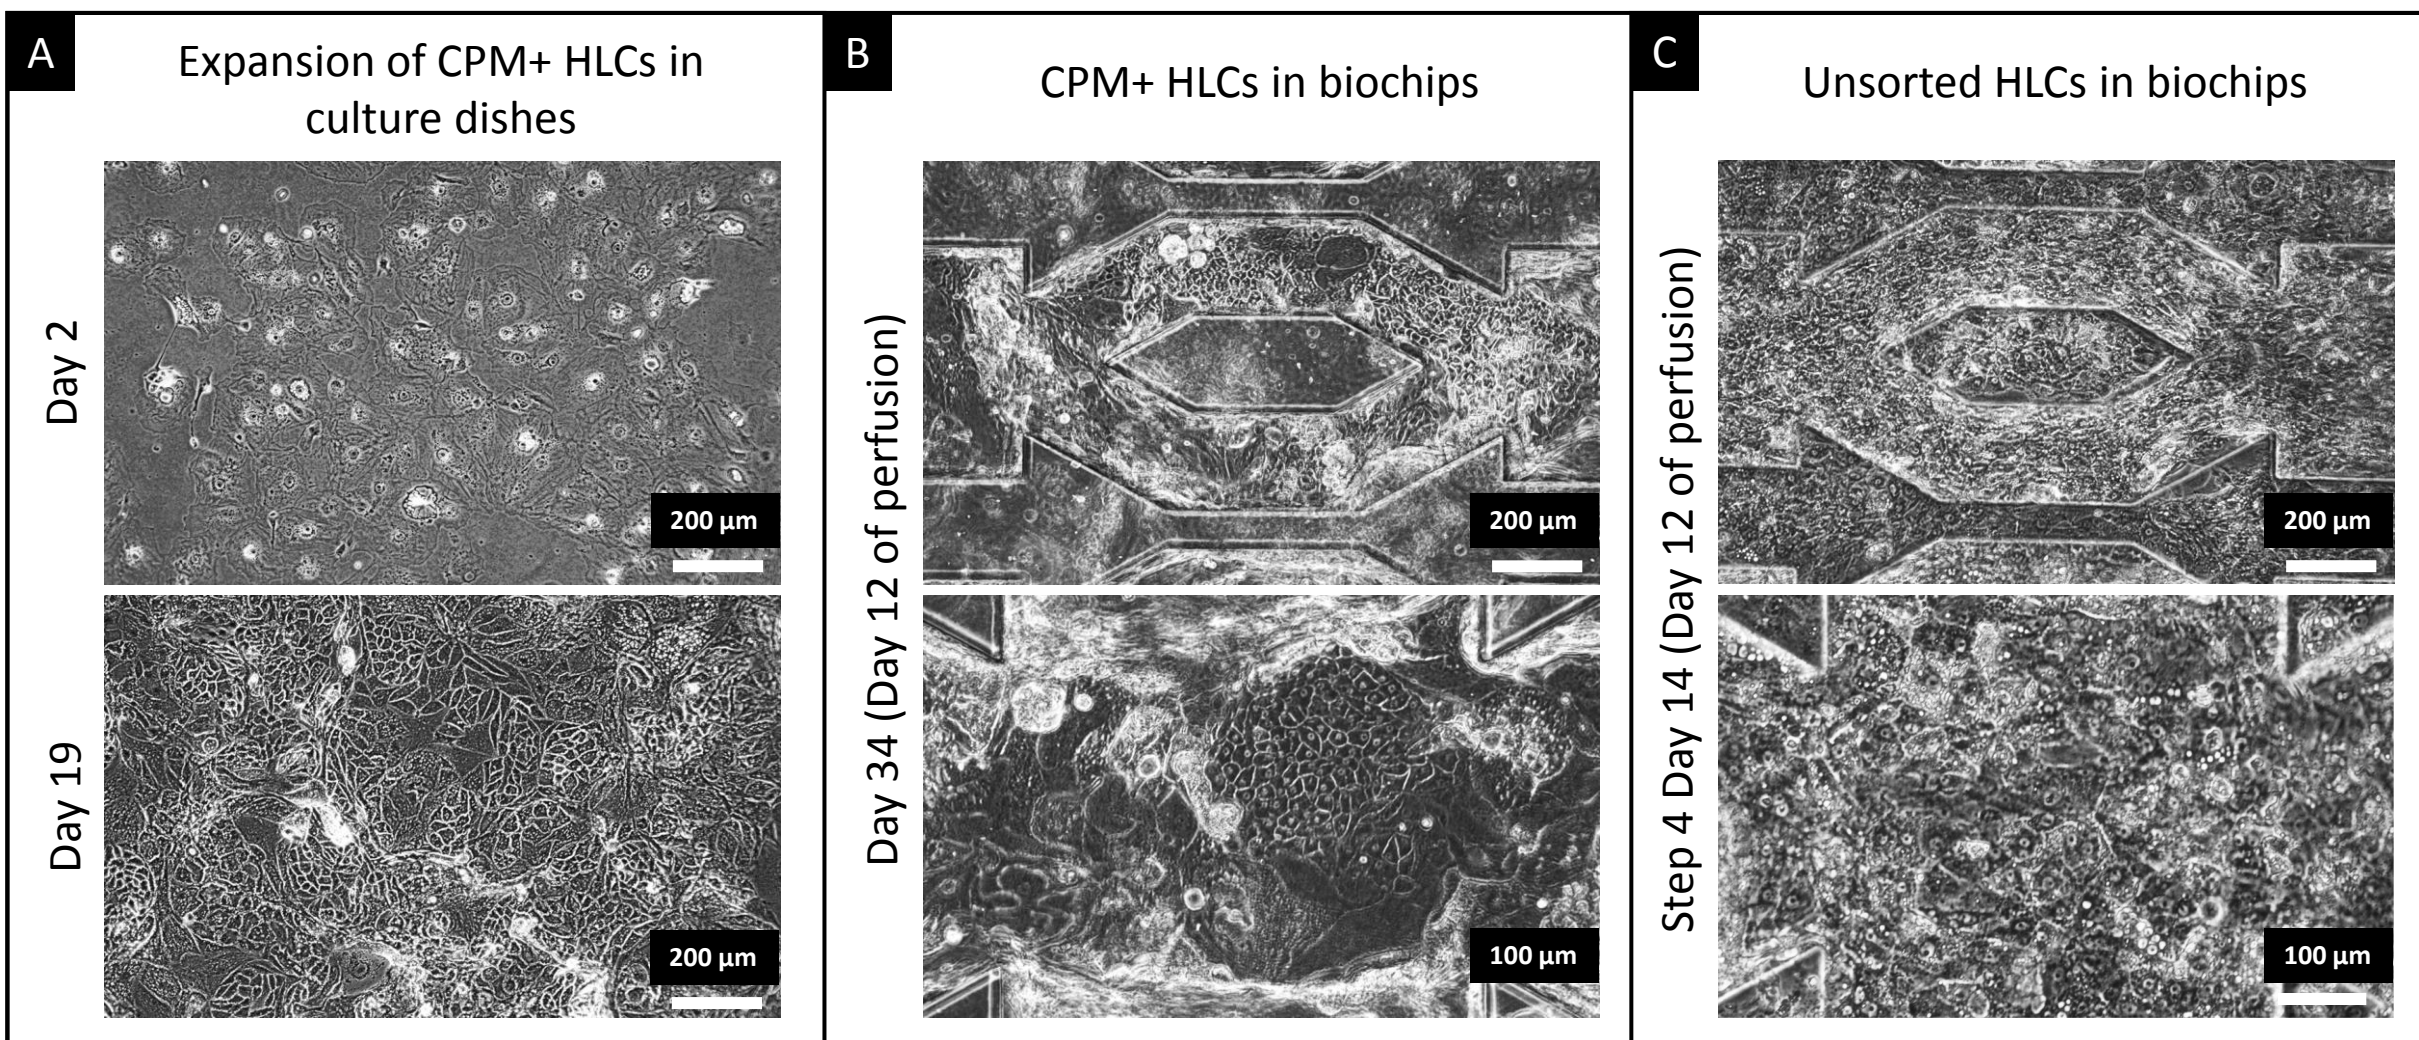 A
Expansion of CPM+ HLCs in
culture dishes
Day 2
200 µm
Day 19
200 µm
B
CPM+ HLCs in biochips
Day 34 (Day 12 of perfusion)
200 µm
100 µm
C
Unsorted HLCs in biochips
Step 4 Day 14 (Day 12 of perfusion)
200 µm
100 µm